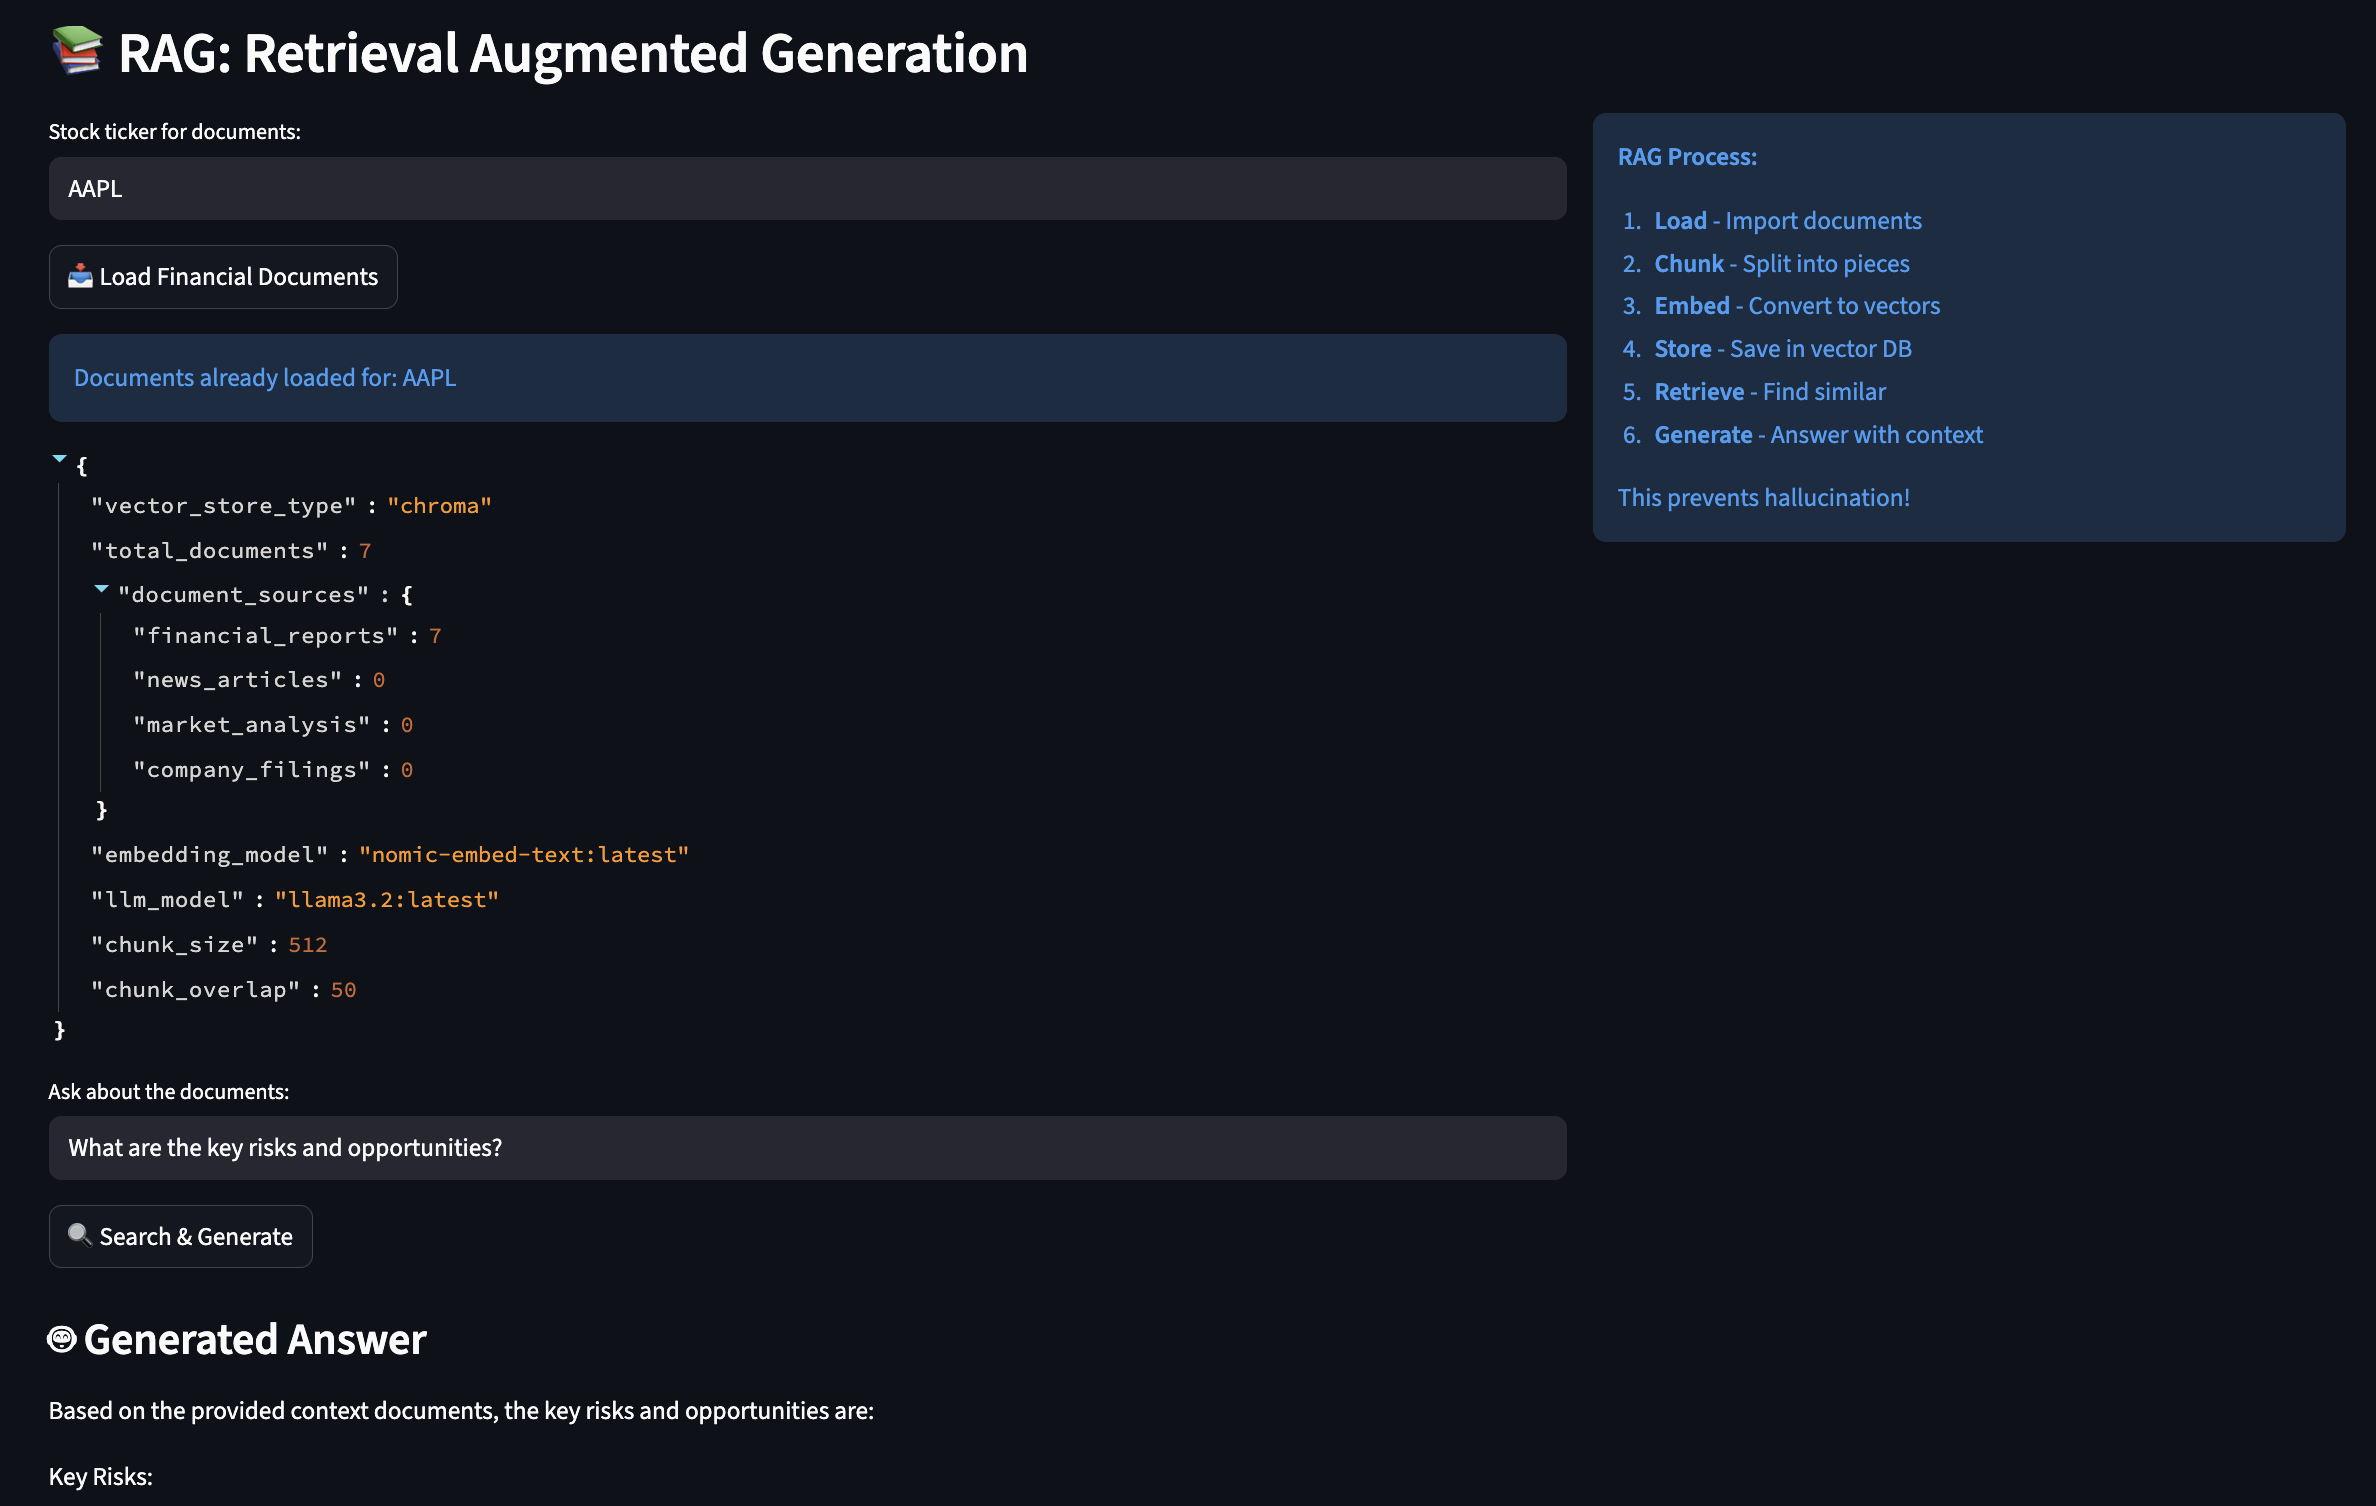 RAG: Retrieval Augmented Generation
Stock ticker for documents:
AAPL
Load Financial Documents
Documents already loaded for: AAPL
{
"vector_store_type" : "chroma"
"total_documents" : 7
"document_sources" : {
"financial_reports" : 7
"news_articles" : 0
"market_analysis" : 0
"company_filings" : 0
}
"embedding_model" : "nomic-embed-text:latest"
"llm_model" : "llama3.2:latest"
"chunk_size" : 512
"chunk_overlap" : 50
}
Ask about the documents:
What are the key risks and opportunities?
Search & Generate
Generated Answer
Based on the provided context documents, the key risks and opportunities are:
Key Risks:
RAG Process:
1. Load - Import documents
2. Chunk - Split into pieces
3. Embed - Convert to vectors
4. Store - Save in vector DB
5. Retrieve - Find similar
6. Generate - Answer with context
This prevents hallucination!